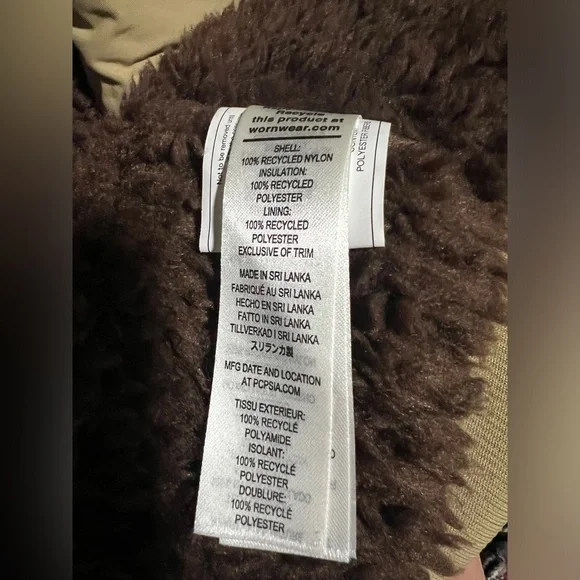 Recycle
this product at
wornwear.com
SHELL:
100% RECYCLED NYLON
INSULATION:
100% RECYCLED
POLYESTER
LINING:
100% RECYCLED
POLYESTER
EXCLUSIVE OF TRIM
MADE IN SRI LANKA
FABRIQUÉ AU SRI LANKA
HECHO EN SRI LANKA
FATTO IN SRI LANKA
TILLVERKAD I SRI LANKA
スリランカ製
MFG DATE AND LOCATION
AT PCPSIA.COM
TISSU EXTERIEUR:
100% RECYCLÉ
POLYAMIDE
ISOLANT:
100% RECYCLÉ
POLYESTER
DOUBLURE:
100% RECYCLÉ
POLYESTER
Not to be removed
POLYESTER FIBER